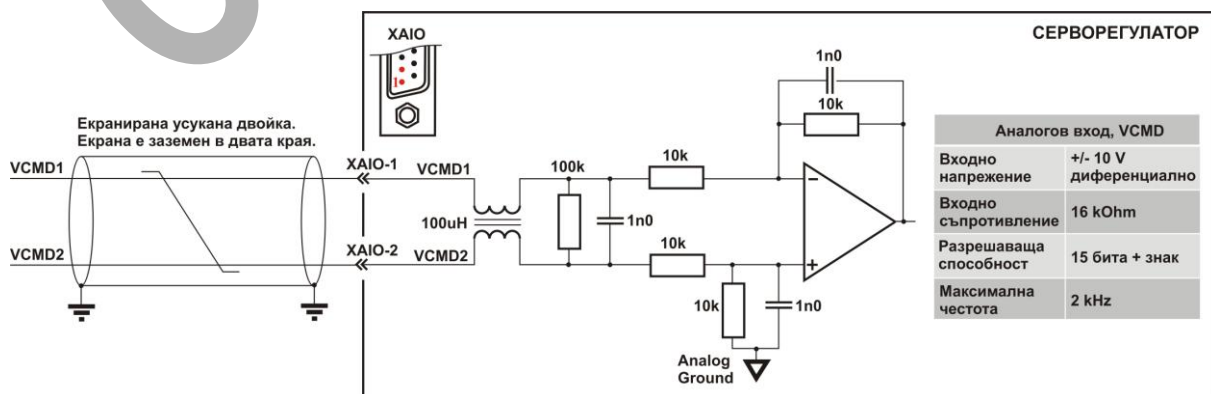 СЕРВОРЕГУЛАТОР
XAIO
1
Екранирана усукана двойка.
Екрана е заземен в двата края.
VCMD1
XAIO-1
VCMD1
100uH
100k
1n0
10k
1n0
10k
VCMD2
XAIO-2
VCMD2
10k
10k
1n0
Analog
Ground
Аналогов вход, VCMD
Входно напрежение
+/- 10 V диференциално
Входно съпротивление
16 kOhm
Разрешаваща способност
15 бита + знак
Максимална честота
2 kHz